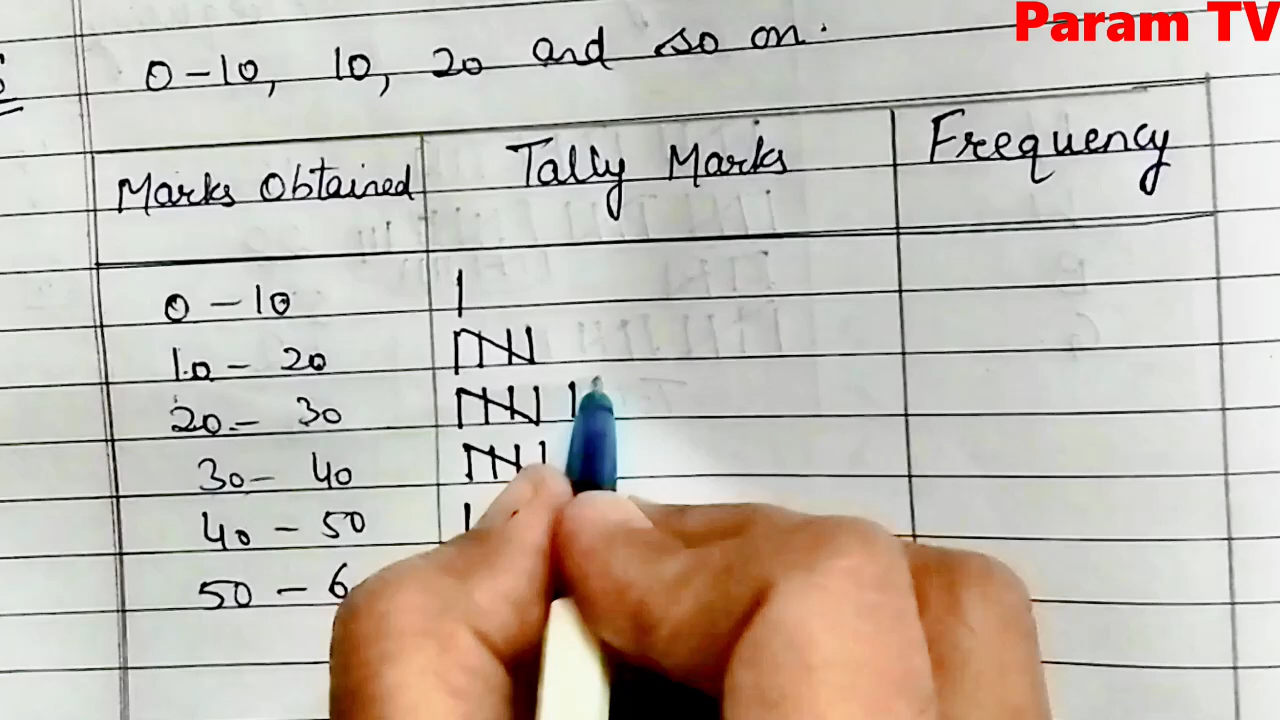 Param TV
0-10, 10, 20 and so on.
Marks Obtained Tally Marks Frequency
0-10 |
10-20
20-30
30-40
40-50
50-6